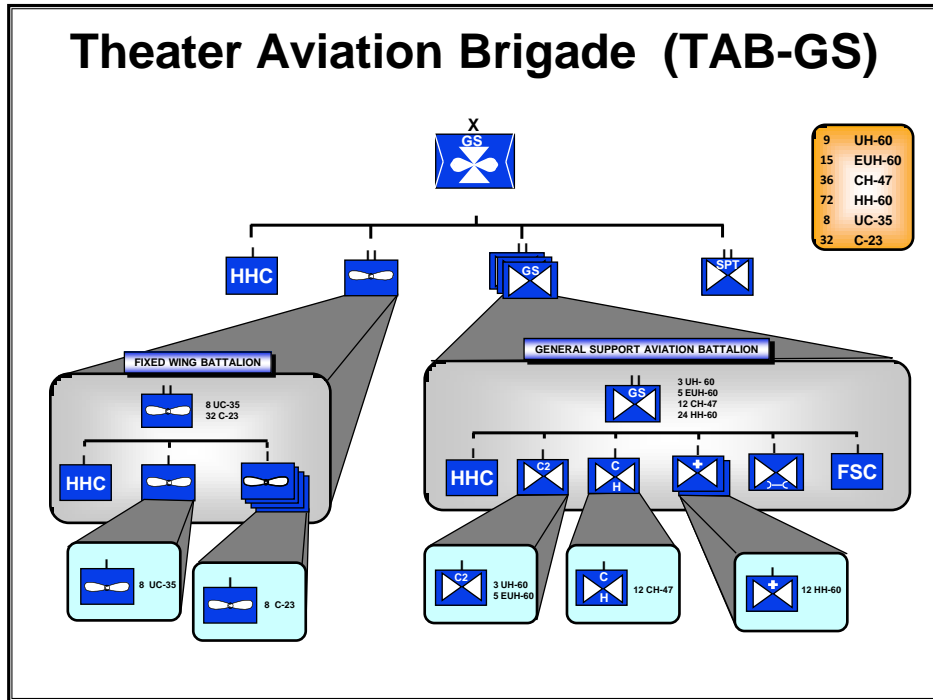 Theater Aviation Brigade (TAB-GS)
X
GS
9 UH-60
15 EUH-60
36 CH-47
72 HH-60
8 UC-35
32 C-23
HHC
GS
SPT
FIXED WING BATTALION
8 UC-35
32 C-23
HHC
8 UC-35
8 C-23
GENERAL SUPPORT AVIATION BATTALION
GS
3 UH- 60
5 EUH-60
12 CH-47
24 HH-60
HHC
C2
C
H
FSC
C2
3 UH-60
5 EUH-60
C
H
12 CH-47
12 HH-60